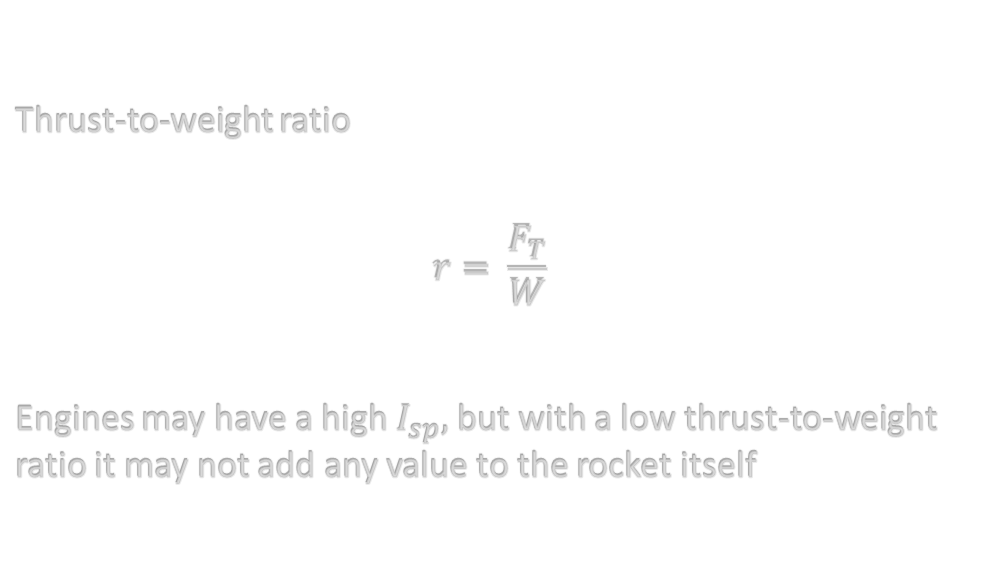 Thrust-to-weight ratio
r = F_T / W
Engines may have a high I_sp, but with a low thrust-to-weight
ratio it may not add any value to the rocket itself